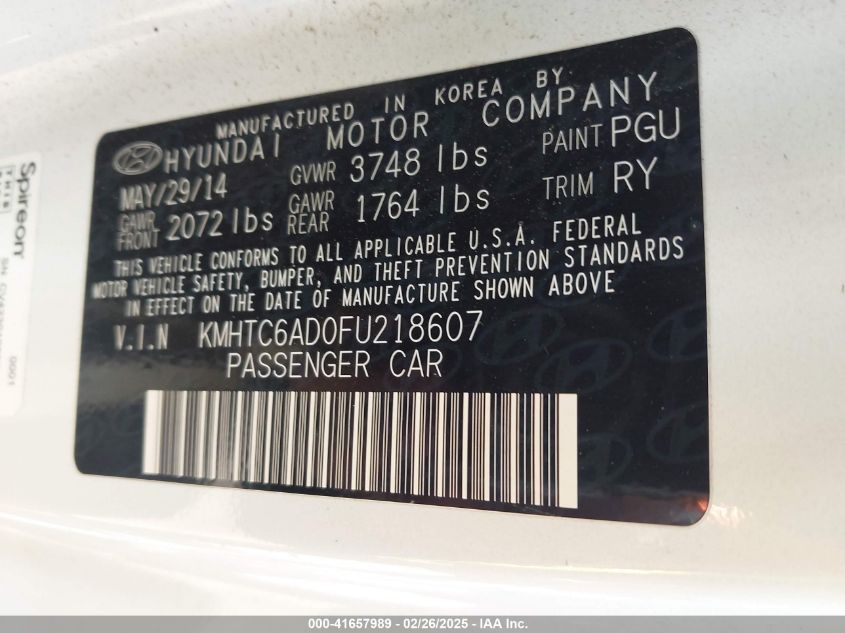 MANUFACTURED IN KOREA BY
HYUNDAI MOTOR COMPANY
MAY/29/14 GVWR 3748 lbs PAINT PGU
GAWR FRONT 2072 lbs GAWR REAR 1764 lbs TRIM RY
THIS VEHICLE CONFORMS TO ALL APPLICABLE U.S.A. FEDERAL
MOTOR VEHICLE SAFETY, BUMPER, AND THEFT PREVENTION STANDARDS
IN EFFECT ON THE DATE OF MANUFACTURE SHOWN ABOVE
V.I.N KMHTC6AD0FU218607
PASSENGER CAR
Spireon
THIS
0001
000-41657989 - 02/26/2025 - IAA Inc.